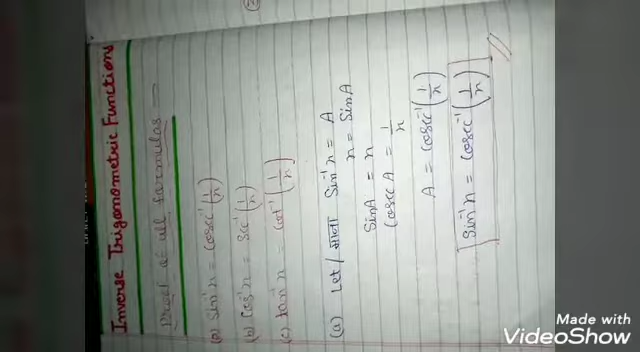 Inverse Trigonometric Functions
Proof of all formulas —
(a) Sin⁻¹x = Cosec⁻¹(1/x)
(b) Cos⁻¹x = Sec⁻¹(1/x)
(c) tan⁻¹x = Cot⁻¹(1/x)
(a) Let/माना Sin⁻¹x = A
x = SinA
SinA = x
CosecA = 1/x
A = Cosec⁻¹(1/x)
Sin⁻¹x = Cosec⁻¹(1/x)
Made with
VideoShow